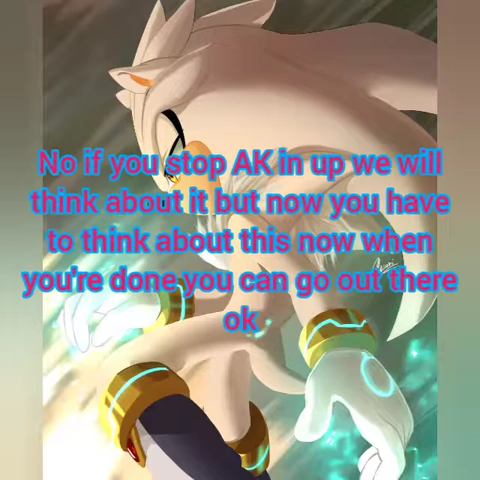 No if you stop AK in up we will
think about it but now you have
to think about this now when
you're done you can go out there
ok